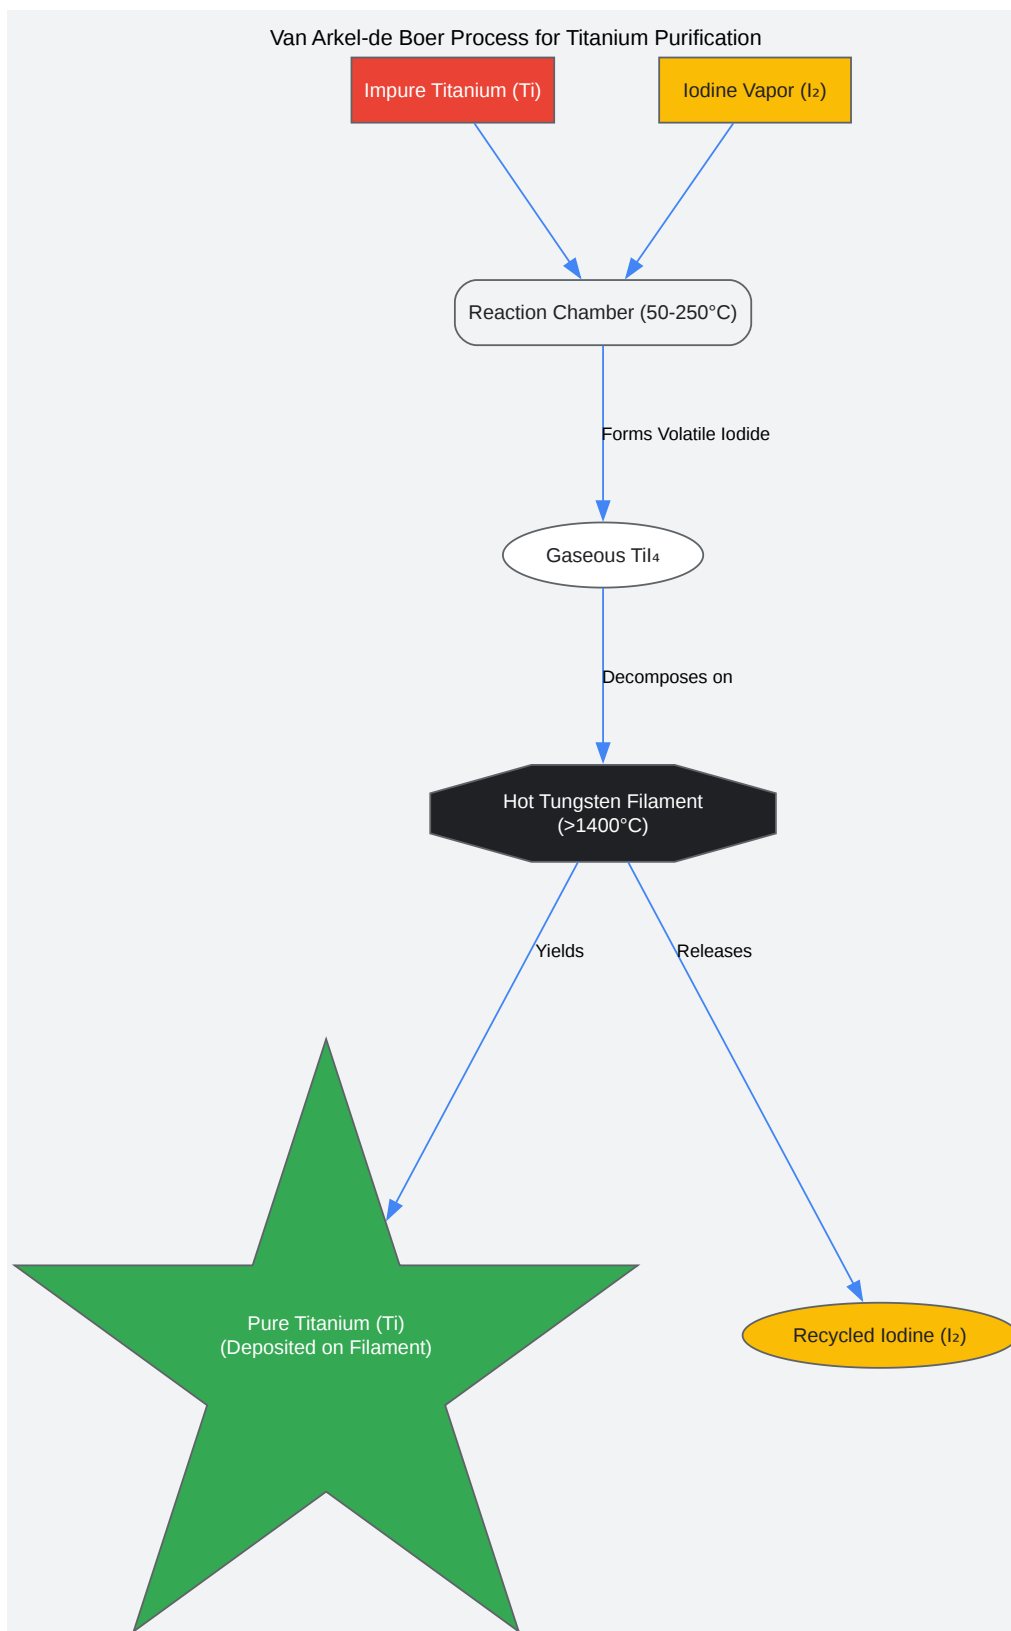 Van Arkel-de Boer Process for Titanium Purification
Impure Titanium (Ti)
Iodine Vapor (I₂)
Reaction Chamber (50-250°C)
Forms Volatile Iodide
Gaseous TiI₄
Decomposes on
Hot Tungsten Filament
(>1400°C)
Yields
Releases
Pure Titanium (Ti)
(Deposited on Filament)
Recycled Iodine (I₂)